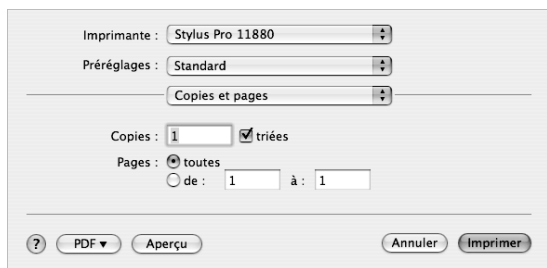 Imprimante : Stylus Pro 11880
Préréglages : Standard
Copies et pages
Copies : 1 triées
Pages : toutes
de : 1 à : 1
? PDF ▼ Aperçu Annuler Imprimer